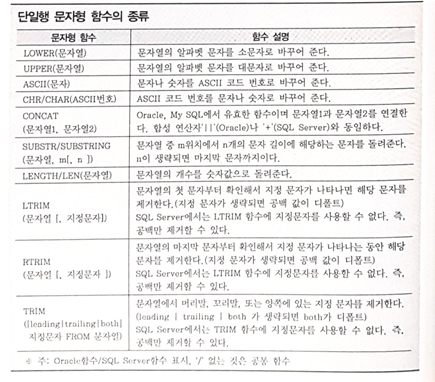 단일행 문자형 함수의 종류
문자형 함수 함수 설명
LOWER(문자열) 문자열의 알파벳 문자를 소문자로 바꾸어 준다.
UPPER(문자열) 문자열의 알파벳 문자를 대문자로 바꾸어 준다.
ASCII(문자) 문자나 숫자를 ASCII 코드 번호로 바꾸어 준다.
CHR/CHAR(ASCII번호) ASCII 코드 번호를 문자나 숫자로 바꾸어 준다.
CONCAT
(문자열1, 문자열2)
Oracle, My SQL에서 유효한 함수이며 문자열1과 문자열2를 연결한
다. 합성 연산자'||'(Oracle)나 '+'(SQL Server)와 동일하다.
SUBSTR/SUBSTRING
(문자열, m[, n ])
문자열 중 m위치에서 n개의 문자 길이에 해당하는 문자를 돌려준다.
n이 생략되면 마지막 문자까지이다.
LENGTH/LEN(문자열) 문자열의 개수를 숫자값으로 돌려준다.
LTRIM
(문자열 [, 지정문자])
문자열의 첫 문자부터 확인해서 지정 문자가 나타나면 해당 문자를
제거한다.(지정 문자가 생략되면 공백 값이 디폴트)
SQL Server에서는 LTRIM 함수에 지정문자를 사용할 수 없다. 즉,
공백만 제거할 수 있다.
RTRIM
(문자열 [, 지정문자 ])
문자열의 마지막 문자부터 확인해서 지정 문자가 나타나는 동안 해당
문자를 제거한다.(지정 문자가 생략되면 공백 값이 디폴트)
SQL Server에서는 LTRIM 함수에 지정문자를 사용할 수 없다. 즉,
공백만 제거할 수 있다.
TRIM
([leading|trailing|both]
지정문자 FROM 문자열)
문자열에서 머리말, 꼬리말, 또는 양쪽에 있는 지정 문자를 제거한다.
(leading | trailing | both 가 생략되면 both가 디폴트)
SQL Server에서는 TRIM 함수에 지정문자를 사용할 수 없다. 즉,
공백만 제거할 수 있다.
※ 주: Oracle함수/SQL Server함수 표시, '/' 없는 것은 공통 함수